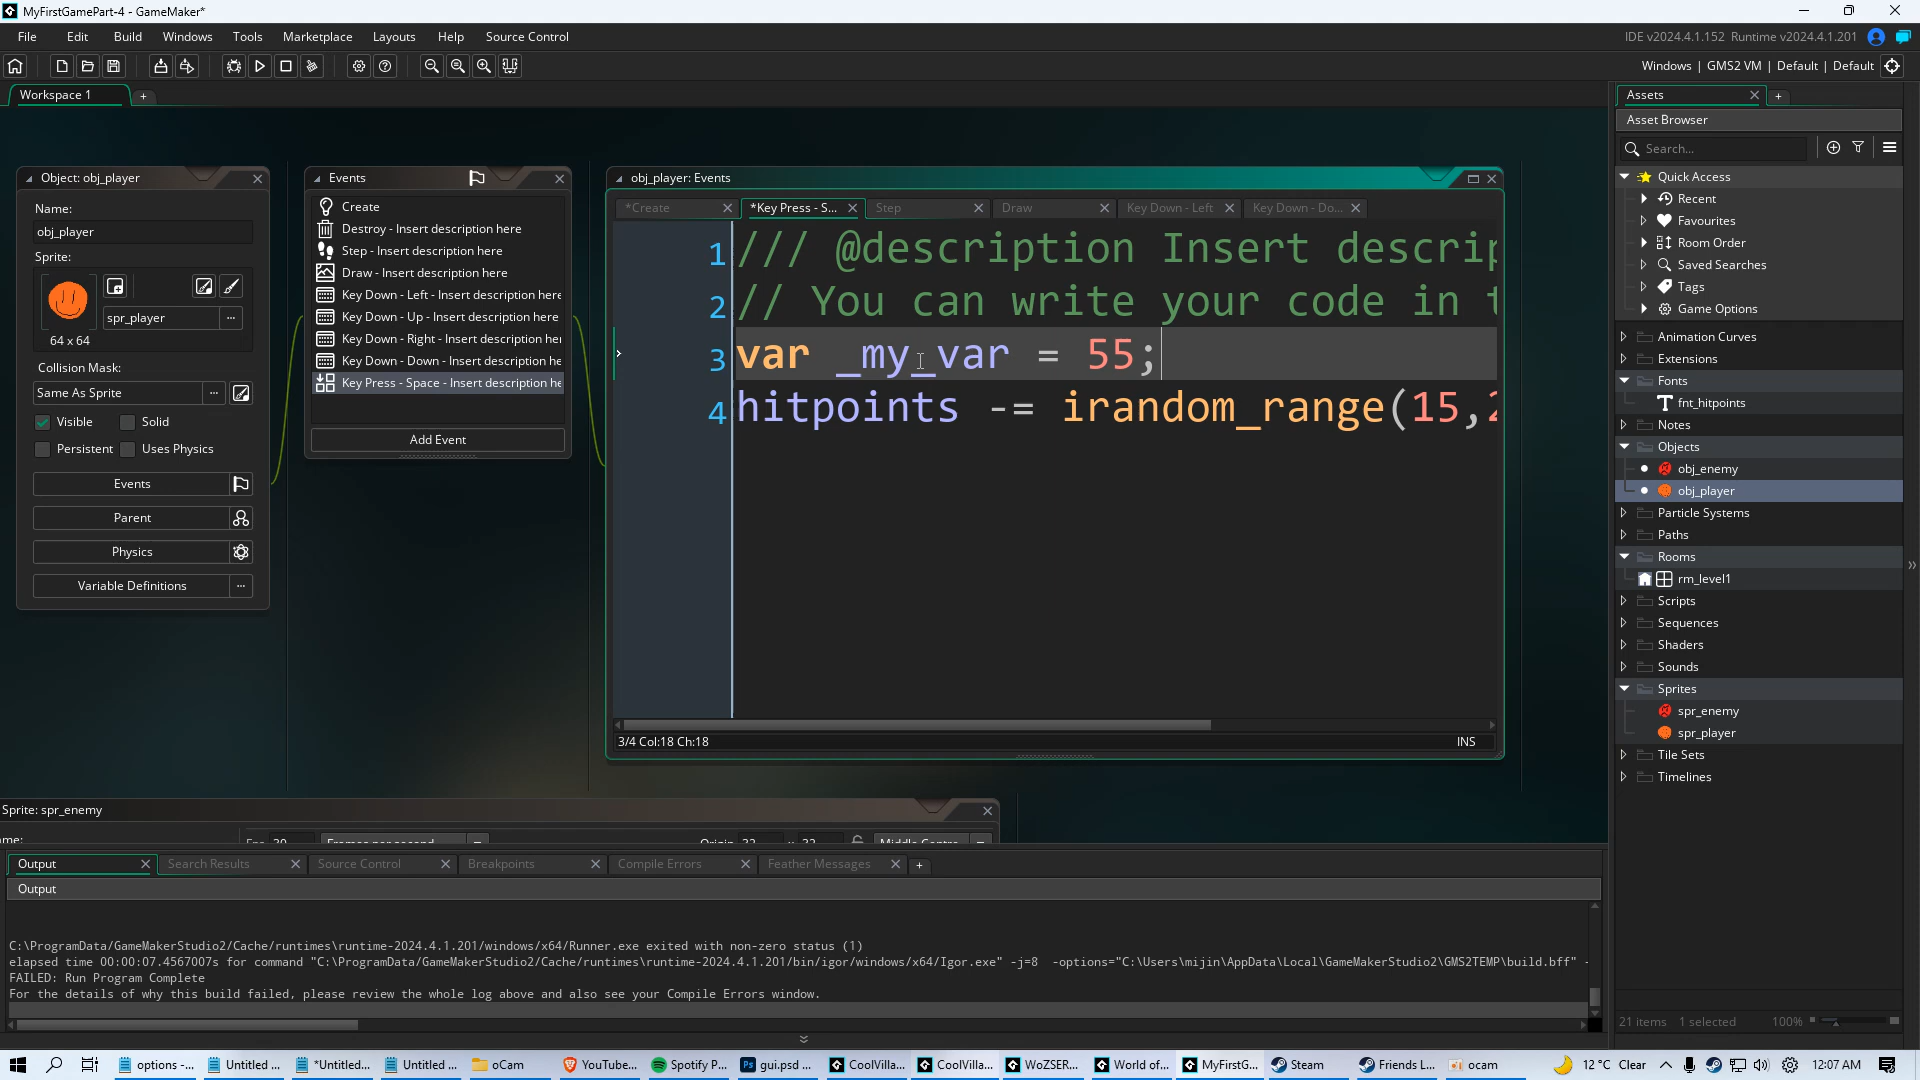 MyFirstGamePart-4 - GameMaker*
File Edit Build Windows Tools Marketplace Layouts Help Source Control
IDE v2024.4.1.152 Runtime v2024.4.1.201
Windows | GMS2 VM | Default | Default
Workspace 1
Object: obj_player
Name:
obj_player
Sprite:
spr_player
64 x 64
Collision Mask:
Same As Sprite
Visible Solid
Persistent Uses Physics
Events
Parent
Physics
Variable Definitions
Events
Create
Destroy - Insert description here
Step - Insert description here
Draw - Insert description here
Key Down - Left - Insert description here
Key Down - Up - Insert description here
Key Down - Right - Insert description her
Key Down - Down - Insert description he
Key Press - Space - Insert description he
Add Event
obj_player: Events
*Create *Key Press - S... Step Draw Key Down - Left Key Down - Do...
1 /// @description Insert descrip
2 // You can write your code in t
3 var _my_var = 55;
4 hitpoints -= irandom_range(15,2
3/4 Col:18 Ch:18 INS
Sprite: spr_enemy
Output Search Results Source Control Breakpoints Compile Errors Feather Messages
Output
C:\ProgramData/GameMakerStudio2/Cache/runtimes\runtime-2024.4.1.201/windows/x64/Runner.exe exited with non-zero status (1)
elapsed time 00:00:07.4567007s for command "C:\ProgramData/GameMakerStudio2/Cache/runtimes\runtime-2024.4.1.201/bin/igor/windows/x64/Igor.exe" -j=8 -options="C:\Users\mijin\AppData\Local\GameMakerStudio2\GMS2TEMP\build.bff" -
FAILED: Run Program Complete
For the details of why this build failed, please review the whole log above and also see your Compile Errors window.
Assets
Asset Browser
Search...
Quick Access
Recent
Favourites
Room Order
Saved Searches
Tags
Game Options
Animation Curves
Extensions
Fonts
fnt_hitpoints
Notes
Objects
obj_enemy
obj_player
Particle Systems
Paths
Rooms
rm_level1
Scripts
Sequences
Shaders
Sounds
Sprites
spr_enemy
spr_player
Tile Sets
Timelines
21 items 1 selected 100%
options -... Untitled ... *Untitled... Untitled ... oCam YouTube... Spotify P... gui.psd ... CoolVilla... CoolVilla... WoZSER... World of... MyFirstG... Steam Friends L... ocam 12 °C Clear 12:07 AM